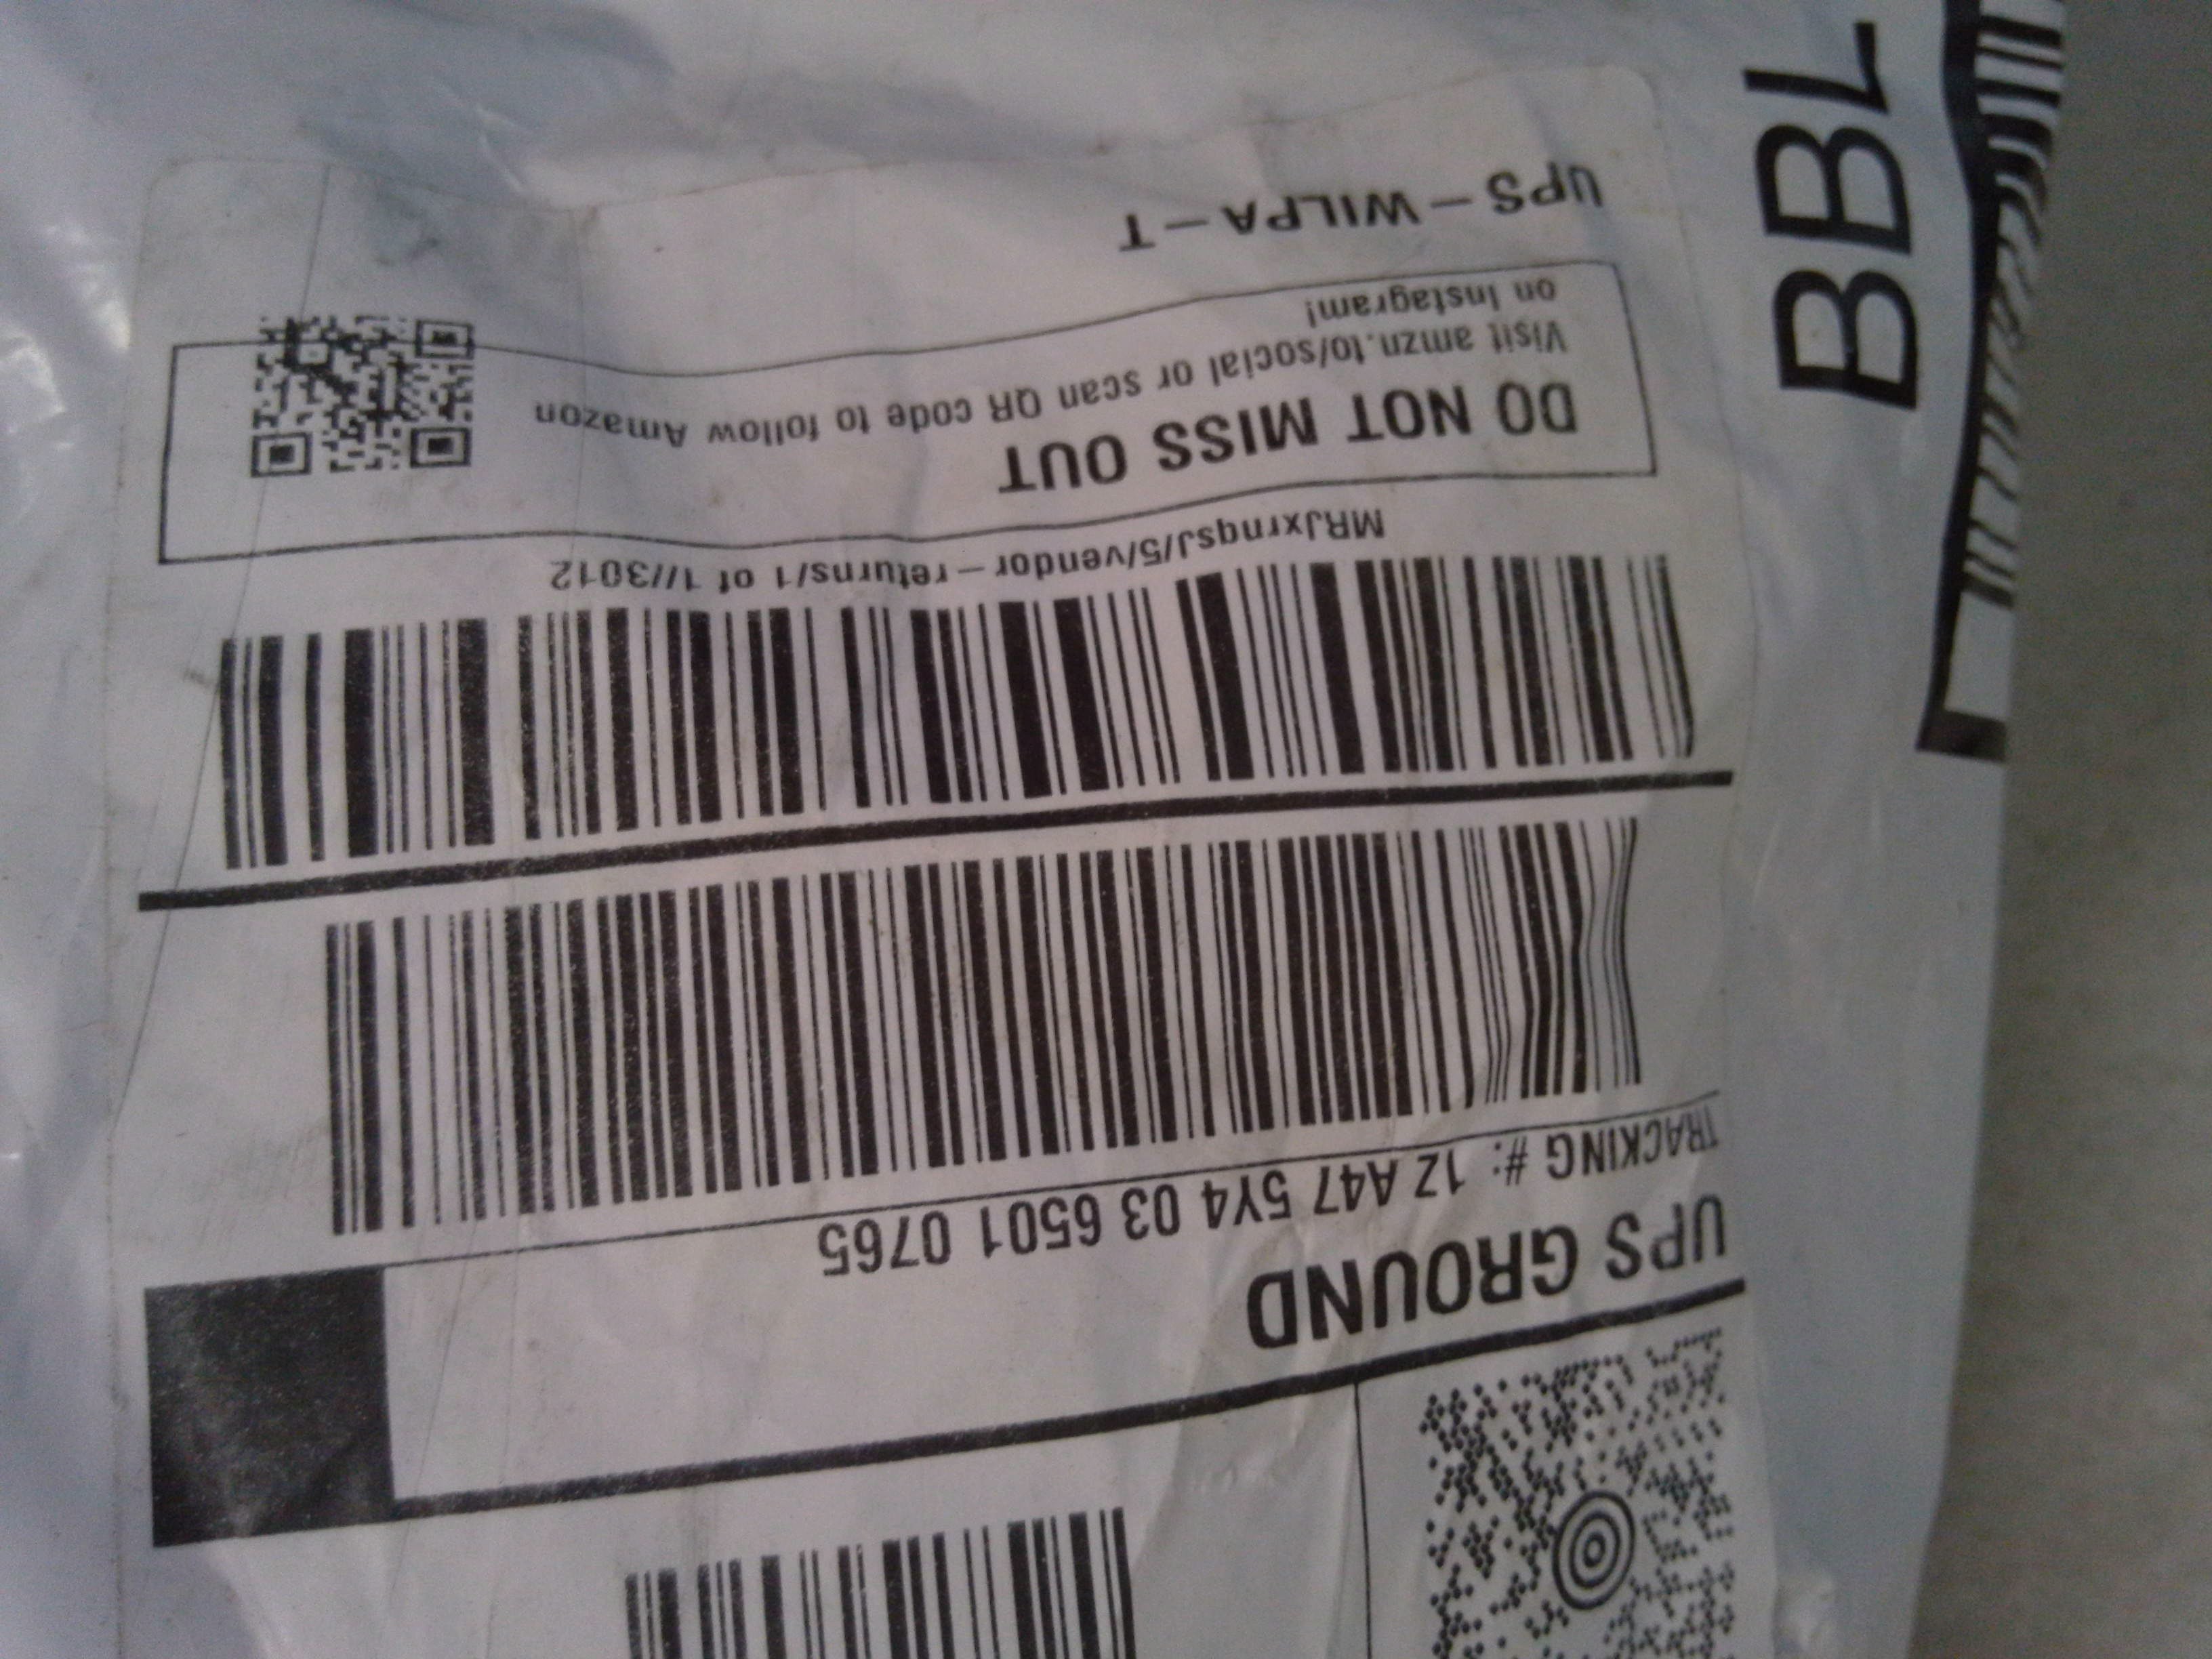 UPS GROUND
TRACKING #: 1Z A47 5Y4 03 6501 0765
MRJxrnqsJ/5/vendor-returns/1 of 1//3012
DO NOT MISS OUT
Visit amzn.to/social or scan QR code to follow Amazon
on Instagram!
UPS-WILPA-T
BBL